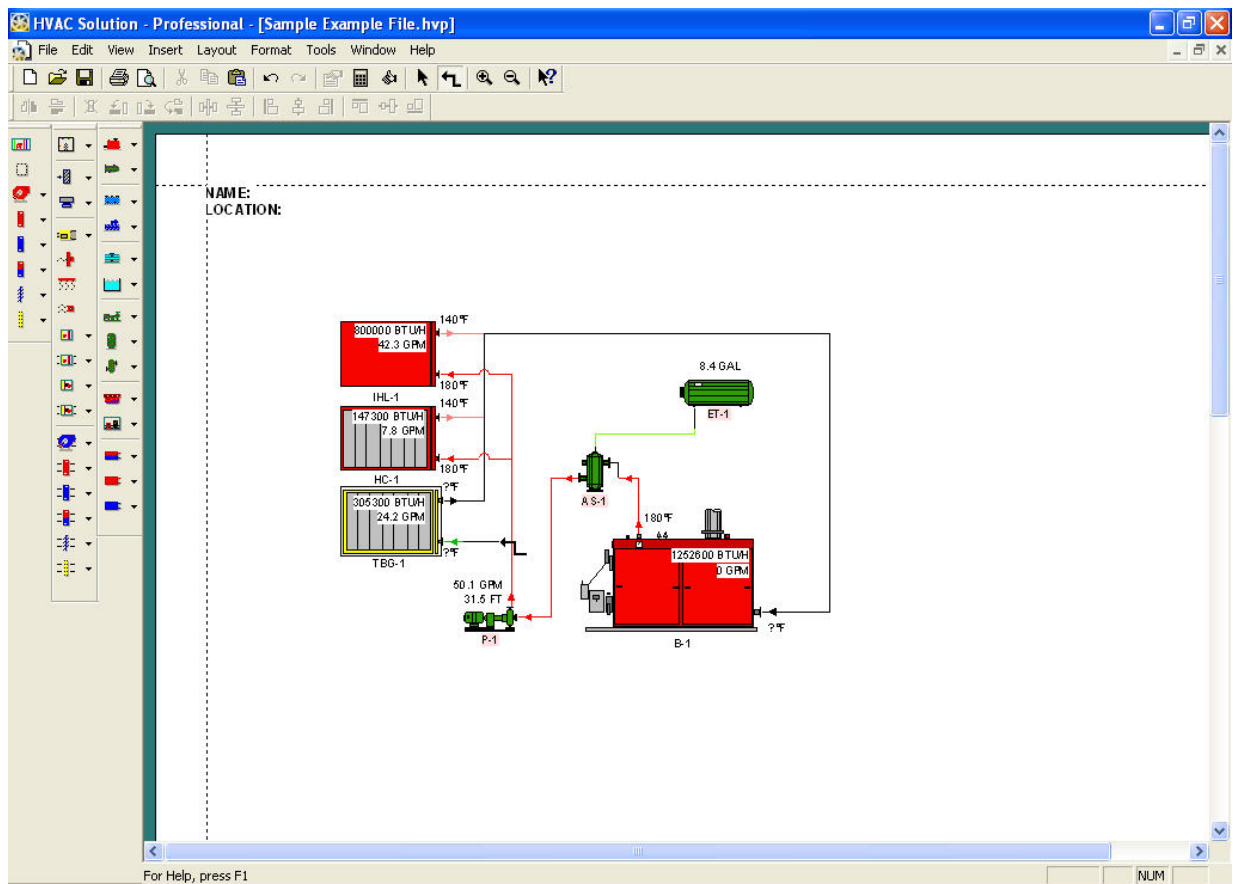 HVAC Solution - Professional - [Sample Example File.hvp]
File Edit View Insert Layout Format Tools Window Help
NAME:
LOCATION:
140°F
800000 BTU/H
42.3 GPM
180°F
IHL-1
140°F
147300 BTU/H
7.8 GPM
180°F
HC-1
?°F
305300 BTU/H
24.2 GPM
?°F
TBG-1
8.4 GAL
ET-1
AS-1
180°F
1252600 BTU/H
0 GPM
?°F
B-1
50.1 GPM
31.5 FT
P-1
For Help, press F1
NUM